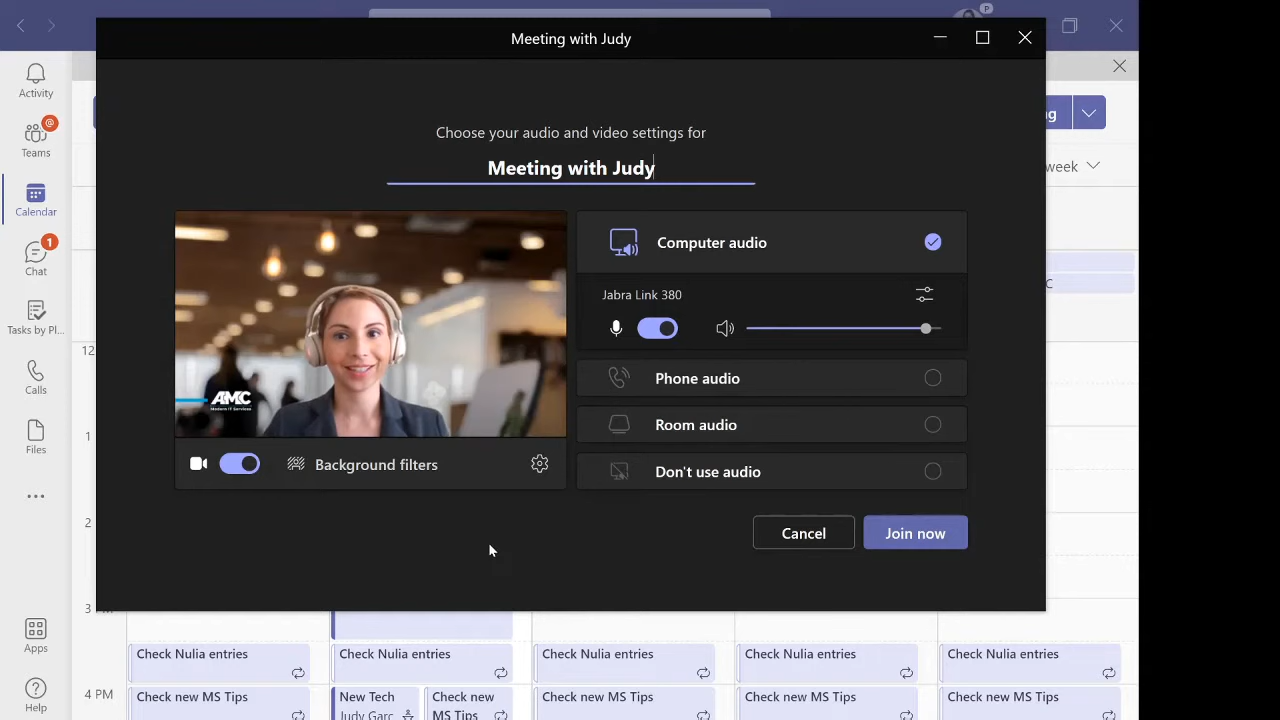 P
Meeting with Judy
Activity
Choose your audio and video settings for
@
Teams
Meeting with Judy
week
Calendar
Computer audio
1
Chat
Jabra Link 380
C
Tasks by Pl...
12
Phone audio
Calls
AMC
Modern IT Services
Room audio
1
Files
Background filters
Don't use audio
2
Cancel
Join now
3
Apps
Check Nulia entries
Check Nulia entries
Check Nulia entries
Check Nulia entries
Check Nulia entries
Help
4 PM
Check new MS Tips
New Tech
Judy Garc
Check new
MS Tips
Check new MS Tips
Check new MS Tips
Check new MS Tips